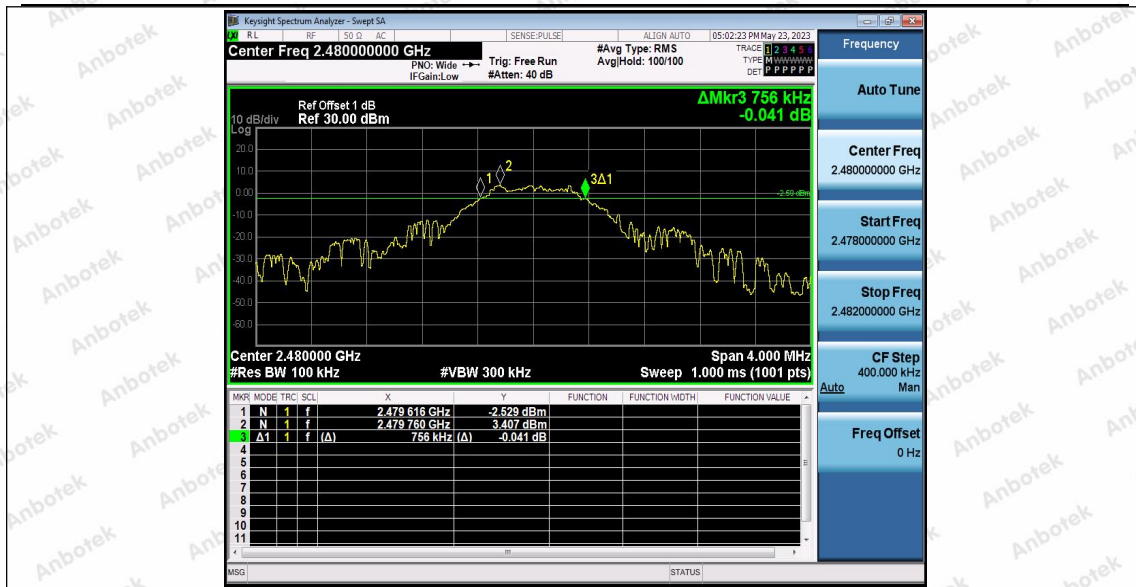 Keysight Spectrum Analyzer - Swept SA
LXI RL RF 50 Ω AC SENSE:PULSE ALIGN AUTO 05:02:23 PM May 23, 2023
Center Freq 2.480000000 GHz
PNO: Wide Trig: Free Run #Avg Type: RMS TRACE 1 2 3 4 5 6
IFGain:Low #Atten: 40 dB Avg|Hold: 100/100 TYPE M WWWWW
DET P P P P P P
Frequency
Auto Tune
Center Freq
2.480000000 GHz
Start Freq
2.478000000 GHz
Stop Freq
2.482000000 GHz
CF Step
400.000 kHz
Auto Man
Freq Offset
0 Hz
ΔMkr3 756 kHz
-0.041 dB
Ref Offset 1 dB
10 dB/div Ref 30.00 dBm
Log
20.0
10.0
0.00
-10.0
-20.0
-30.0
-40.0
-50.0
-60.0
1
2
3Δ1
-2.59 dBm
Center 2.480000 GHz Span 4.000 MHz
#Res BW 100 kHz #VBW 300 kHz Sweep 1.000 ms (1001 pts)
MKR MODE TRC SCL X Y FUNCTION FUNCTION WIDTH FUNCTION VALUE
1 N 1 f 2.479 616 GHz -2.529 dBm
2 N 1 f 2.479 760 GHz 3.407 dBm
3 Δ1 1 f (Δ) 756 kHz (Δ) -0.041 dB
4
5
6
7
8
9
10
11
MSG STATUS
Anbotek